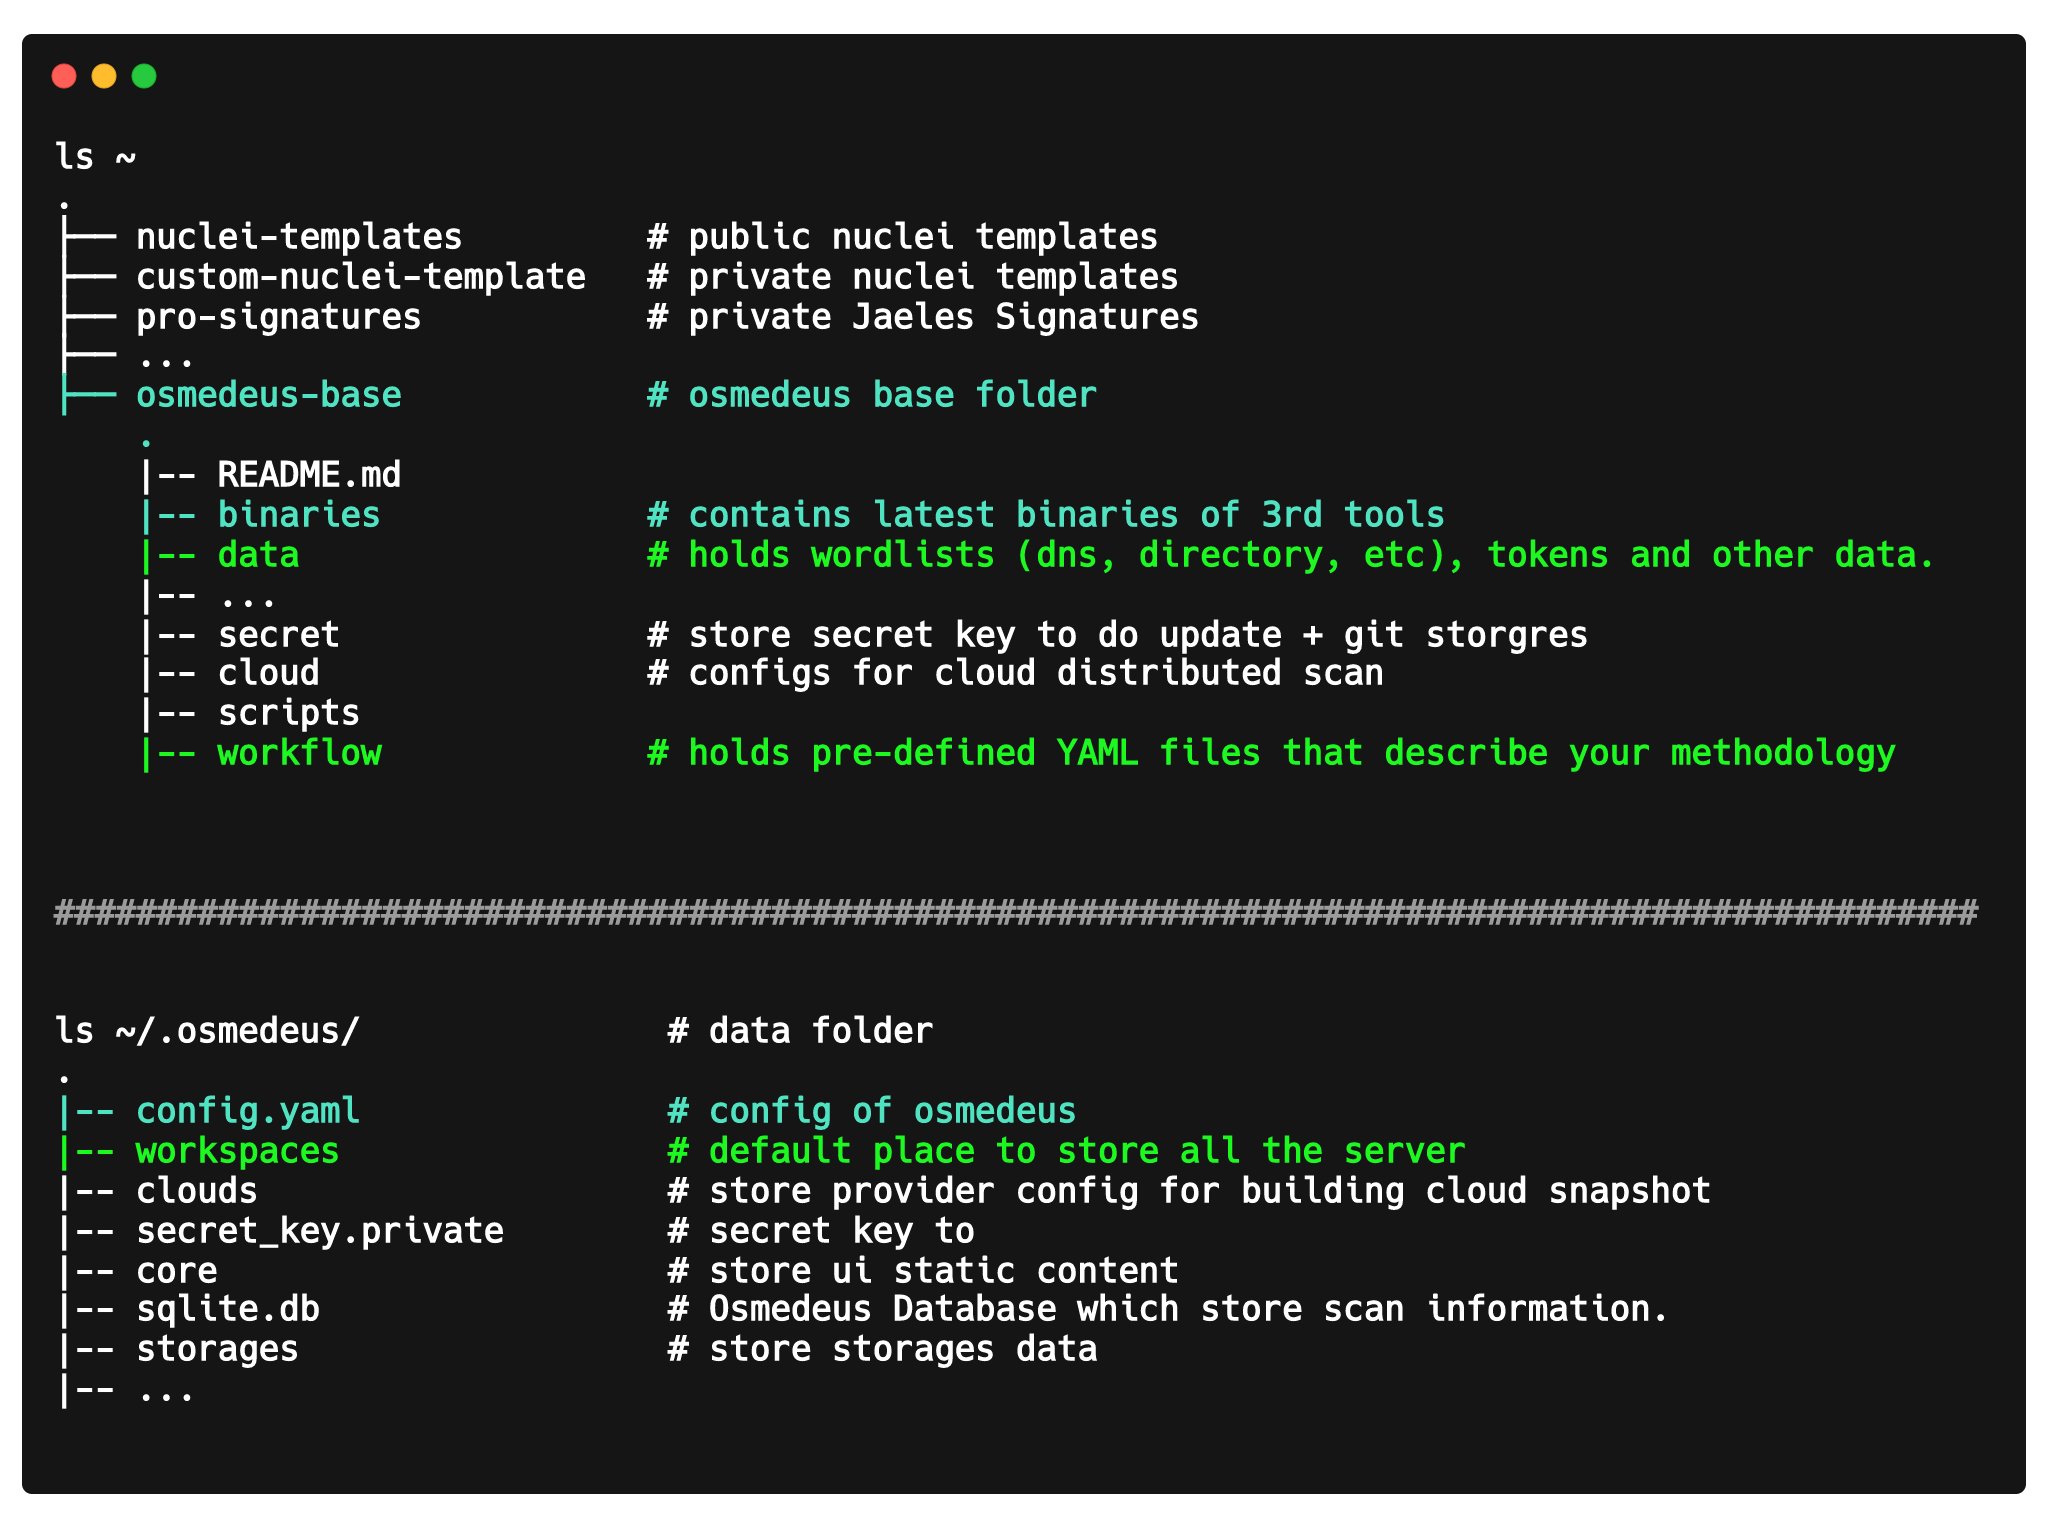 ls ~
.
├── nuclei-templates         # public nuclei templates
├── custom-nuclei-template   # private nuclei templates
├── pro-signatures           # private Jaeles Signatures
├── ...
├── osmedeus-base            # osmedeus base folder
    .
    |-- README.md
    |-- binaries             # contains latest binaries of 3rd tools
    |-- data                 # holds wordlists (dns, directory, etc), tokens and other data.
    |-- ...
    |-- secret               # store secret key to do update + git storgres
    |-- cloud                # configs for cloud distributed scan
    |-- scripts
    |-- workflow             # holds pre-defined YAML files that describe your methodology
##############################################################################################
ls ~/.osmedeus/               # data folder
.
|-- config.yaml               # config of osmedeus
|-- workspaces                # default place to store all the server
|-- clouds                    # store provider config for building cloud snapshot
|-- secret_key.private        # secret key to
|-- core                      # store ui static content
|-- sqlite.db                 # Osmedeus Database which store scan information.
|-- storages                  # store storages data
|-- ...